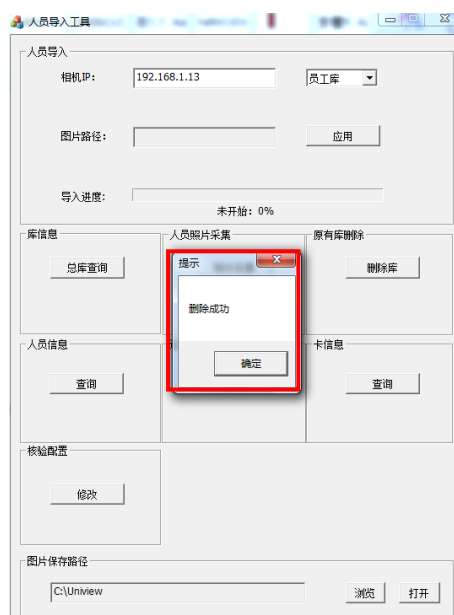 人员导入工具
人员导入
相机IP: 192.168.1.13 员工库
图片路径: 应用
导入进度:
未开始: 0%
库信息 人员照片采集 原有库删除
总库查询 删除库
提示
删除成功
确定
人员信息 卡信息
查询 查询
核验配置
修改
图片保存路径
C:\Uniview 浏览 打开